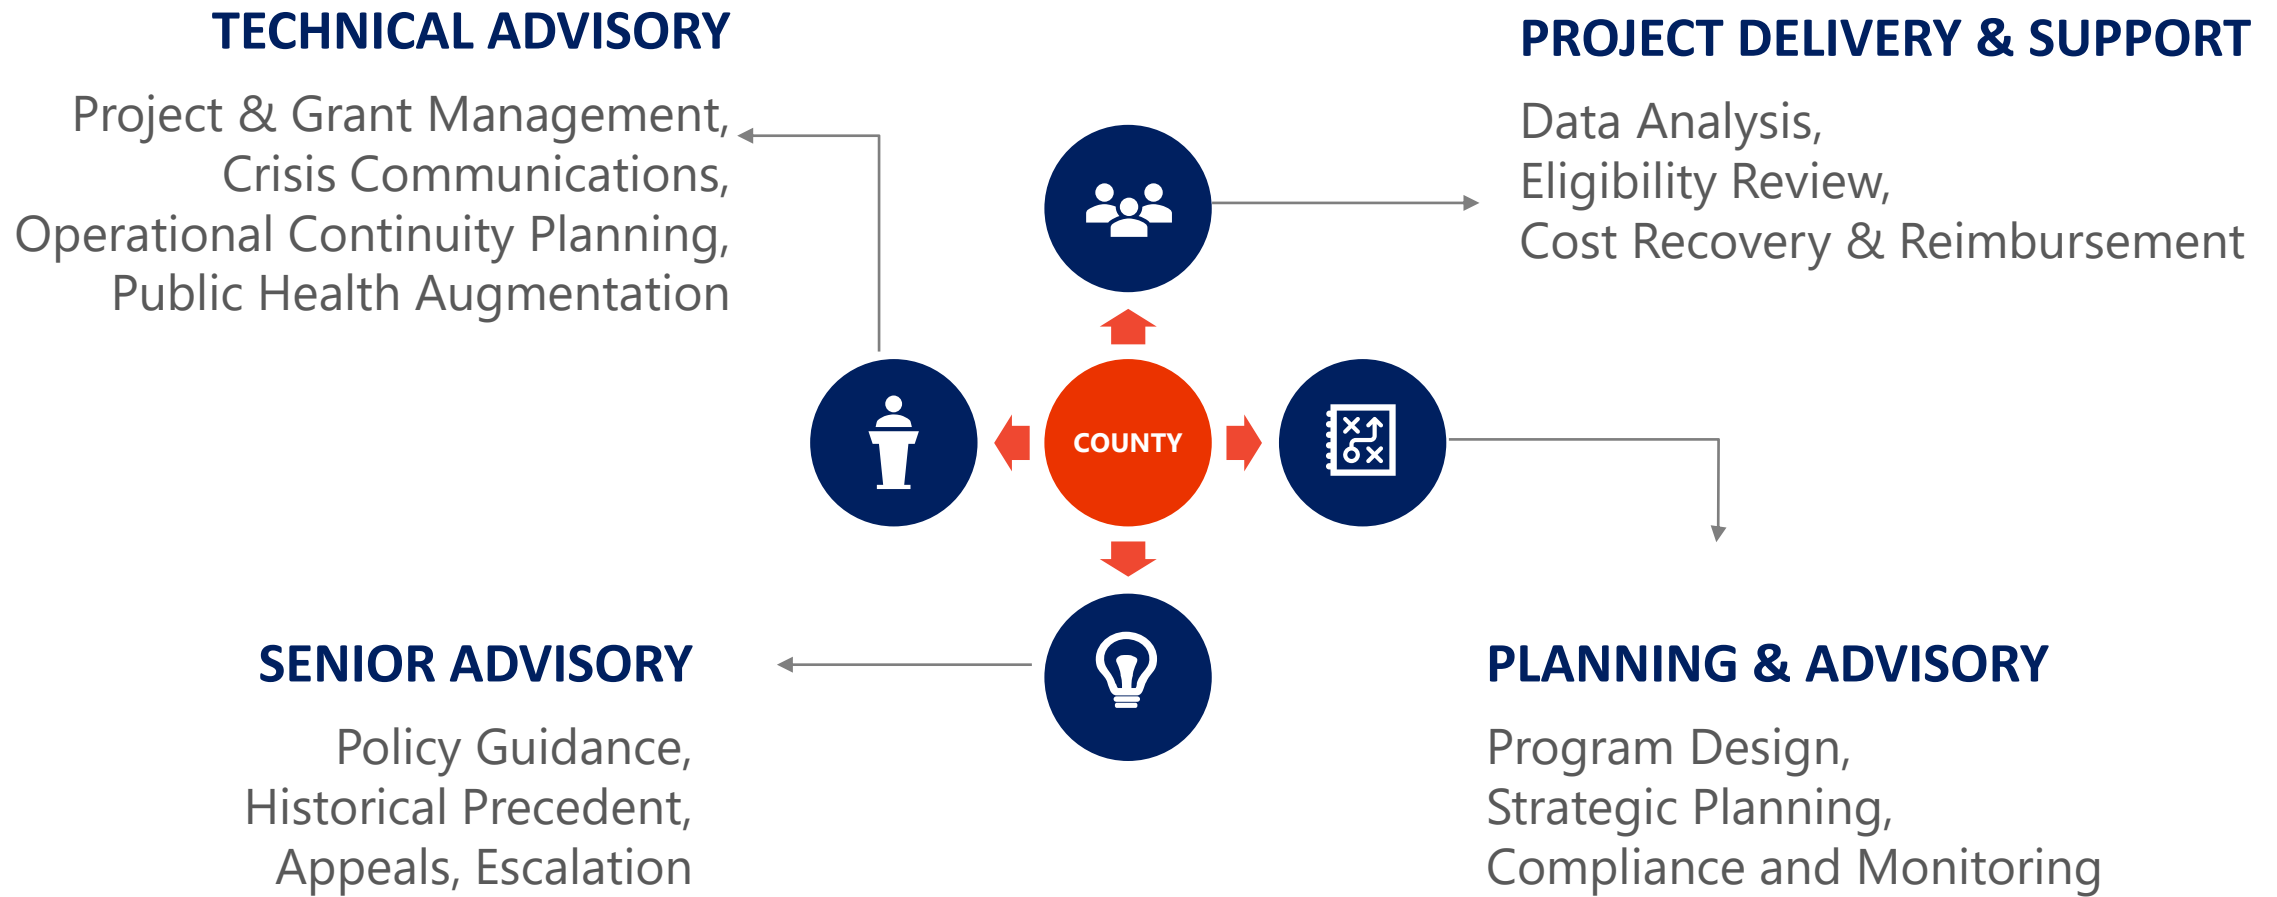 TECHNICAL ADVISORY
Project & Grant Management,
Crisis Communications,
Operational Continuity Planning,
Public Health Augmentation
PROJECT DELIVERY & SUPPORT
Data Analysis,
Eligibility Review,
Cost Recovery & Reimbursement
COUNTY
SENIOR ADVISORY
Policy Guidance,
Historical Precedent,
Appeals, Escalation
PLANNING & ADVISORY
Program Design,
Strategic Planning,
Compliance and Monitoring